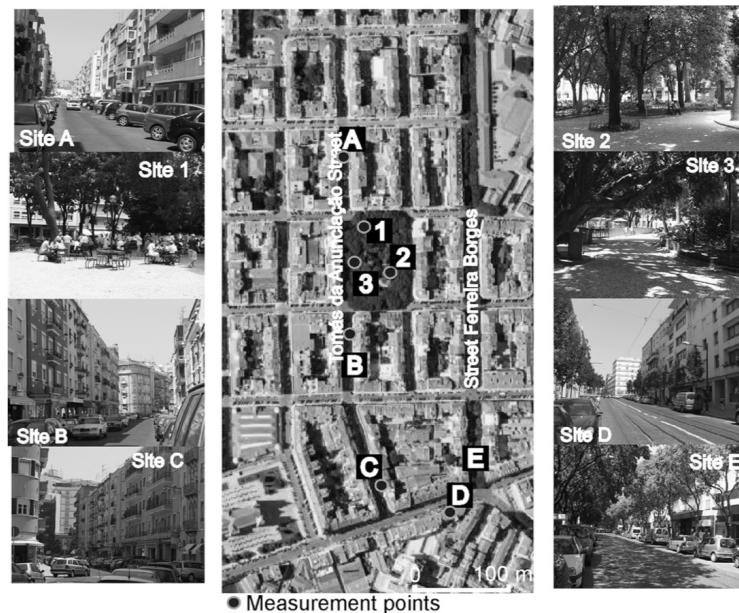 Site A
Site 1
Site B
Site C
A
1
2
3
B
C
D
E
Tomás da Anunciação Street
Street Ferreira Borges
0 100 m
Measurement points
Site 2
Site 3
Site D
Site E